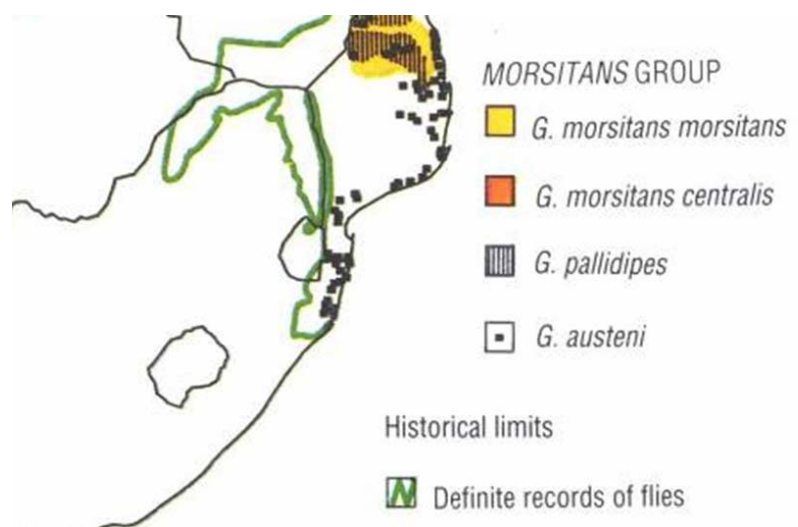 MORSITANS GROUP
G. morsitans morsitans
G. morsitans centralis
G. pallidipes
G. austeni
Historical limits
Definite records of flies